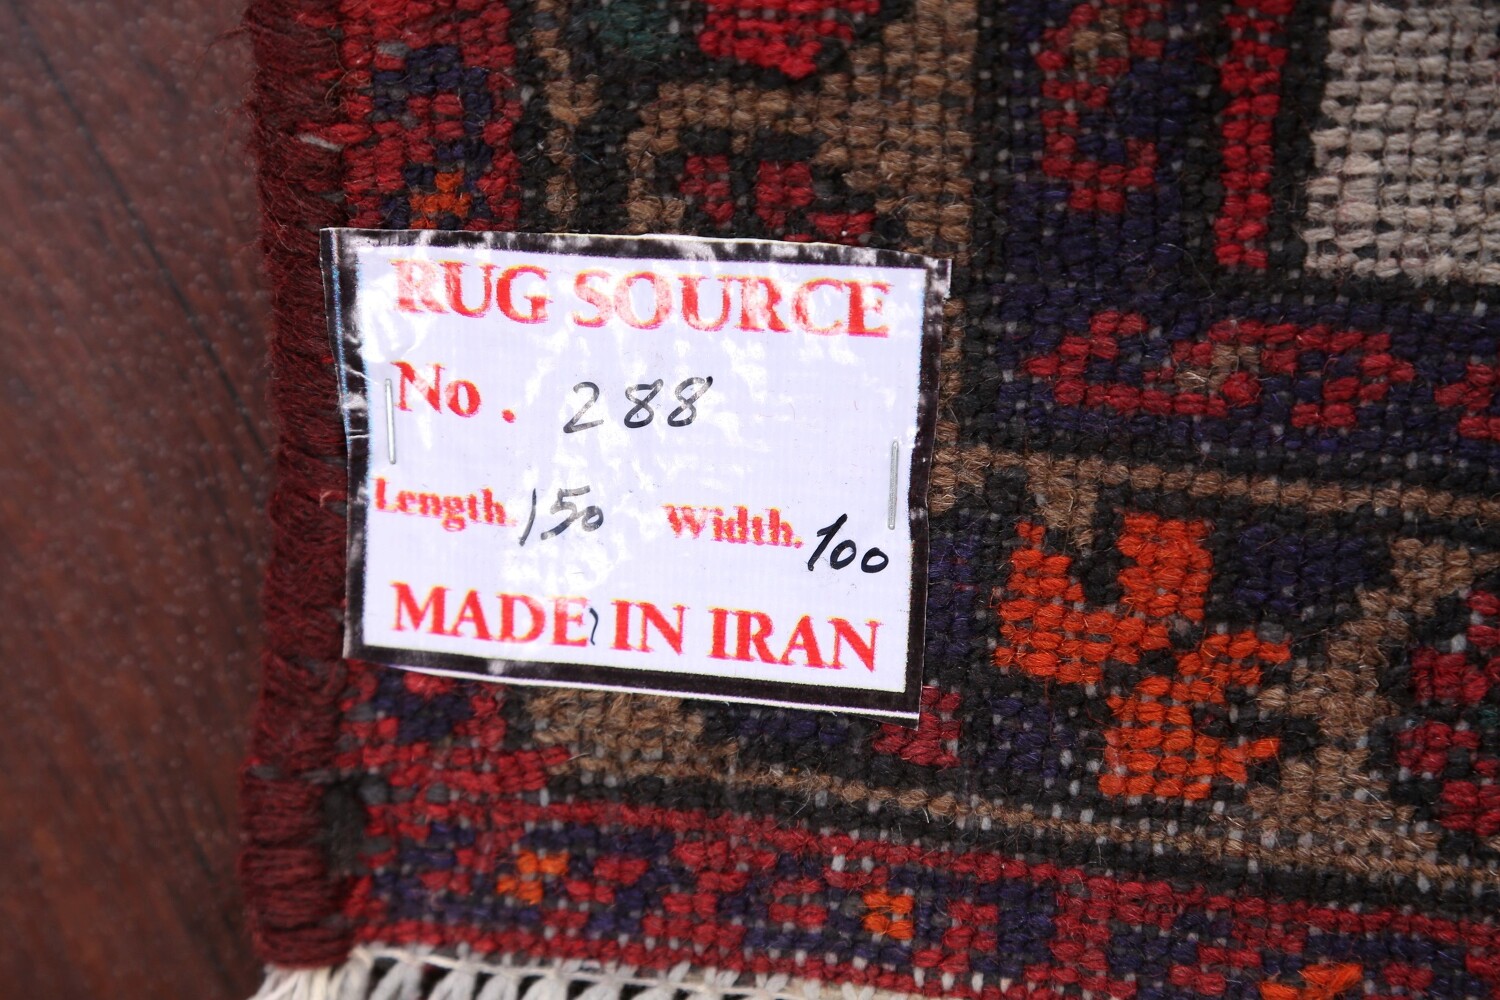 RUG SOURCE
No. 288
Length. 150 Width. 100
MADE IN IRAN